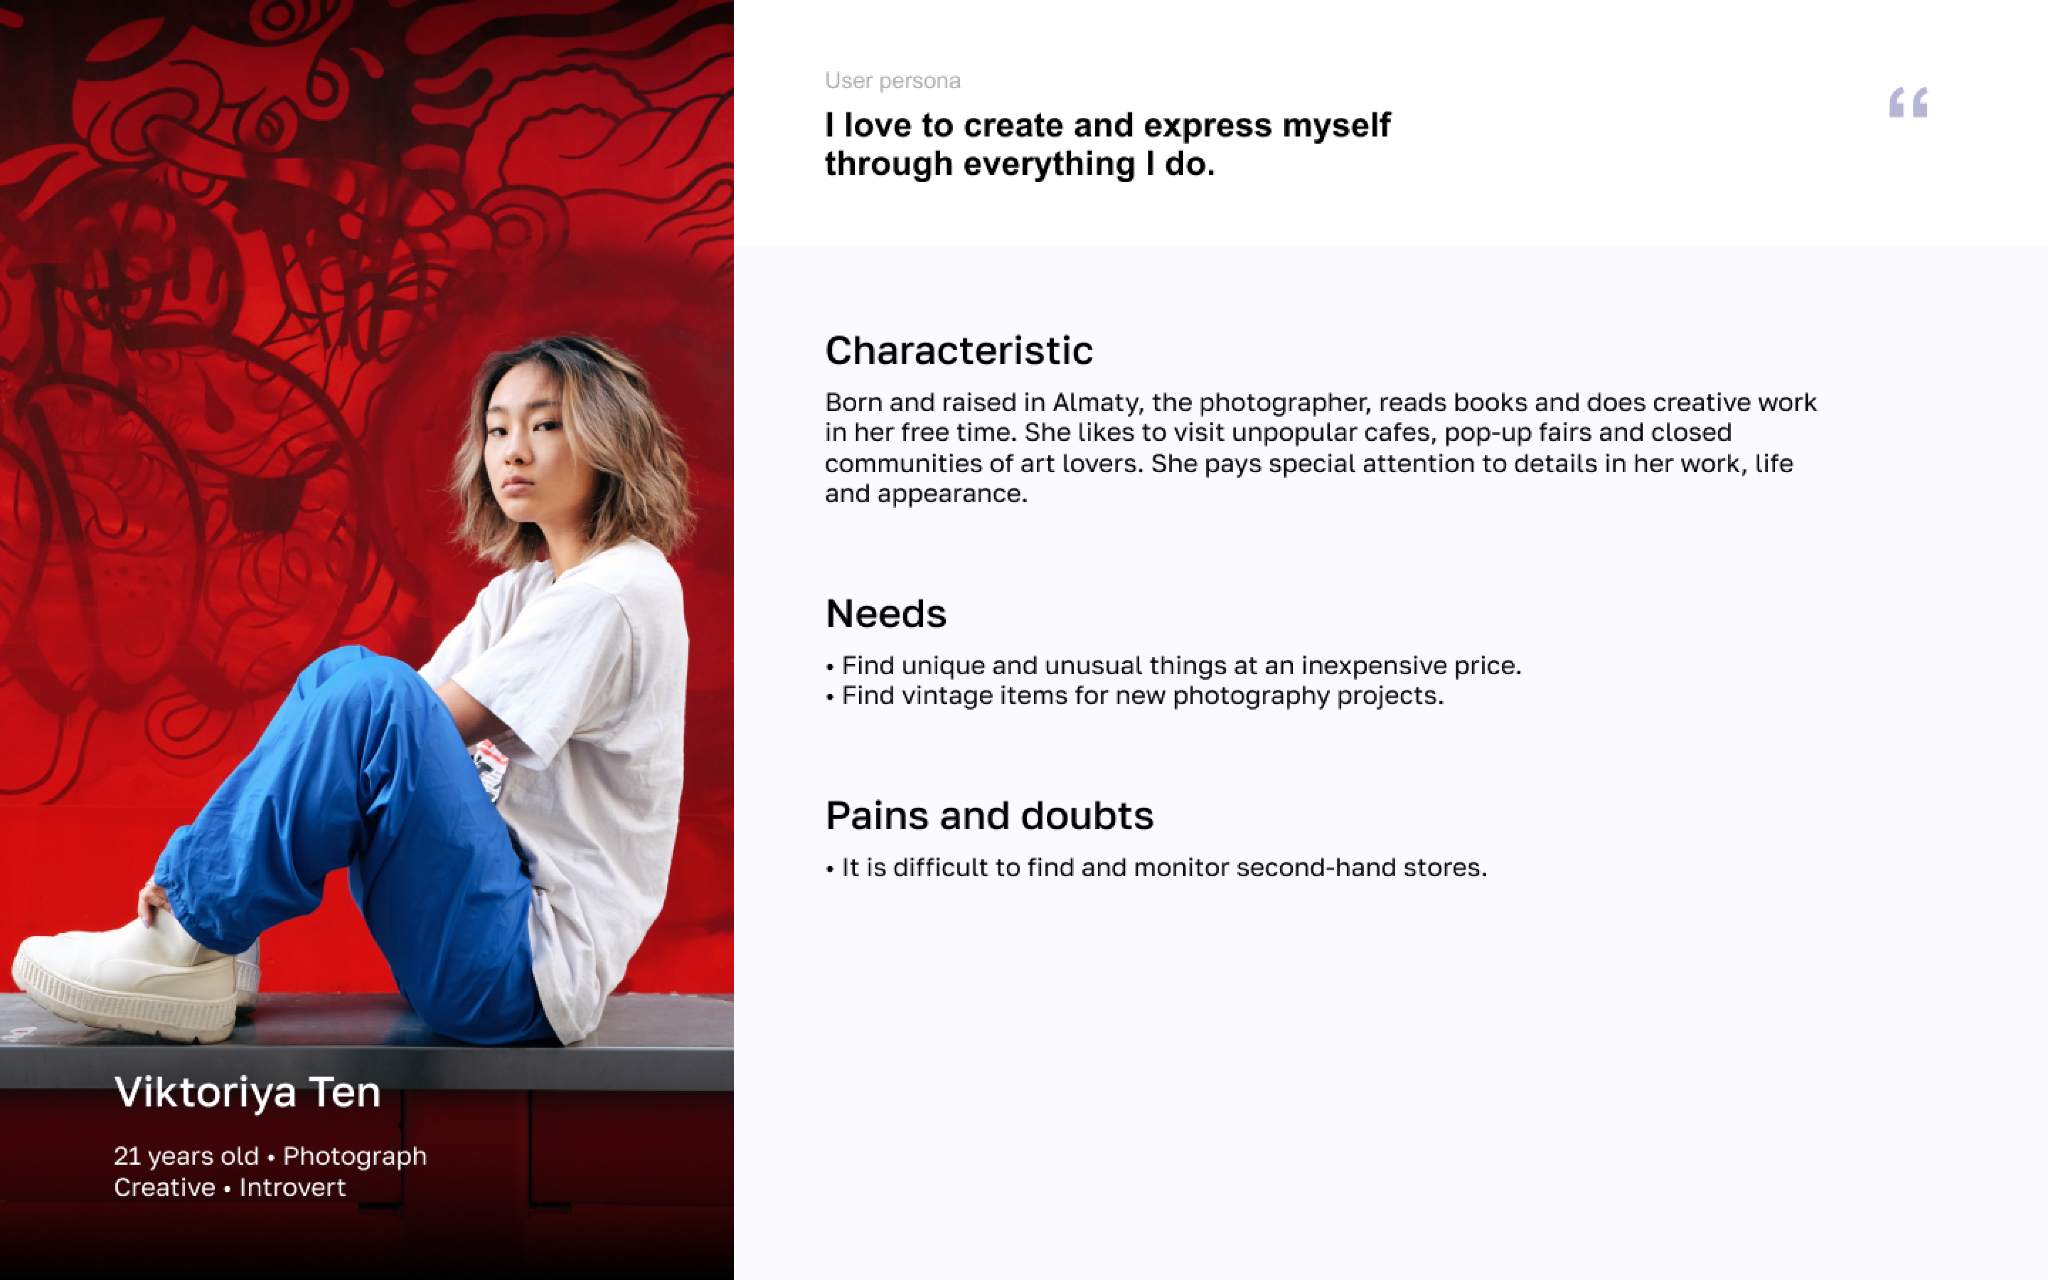 User persona
I love to create and express myself
through everything I do.
“
Characteristic
Born and raised in Almaty, the photographer, reads books and does creative work
in her free time. She likes to visit unpopular cafes, pop-up fairs and closed
communities of art lovers. She pays special attention to details in her work, life
and appearance.
Needs
• Find unique and unusual things at an inexpensive price.
• Find vintage items for new photography projects.
Pains and doubts
• It is difficult to find and monitor second-hand stores.
Viktoriya Ten
21 years old • Photograph
Creative • Introvert